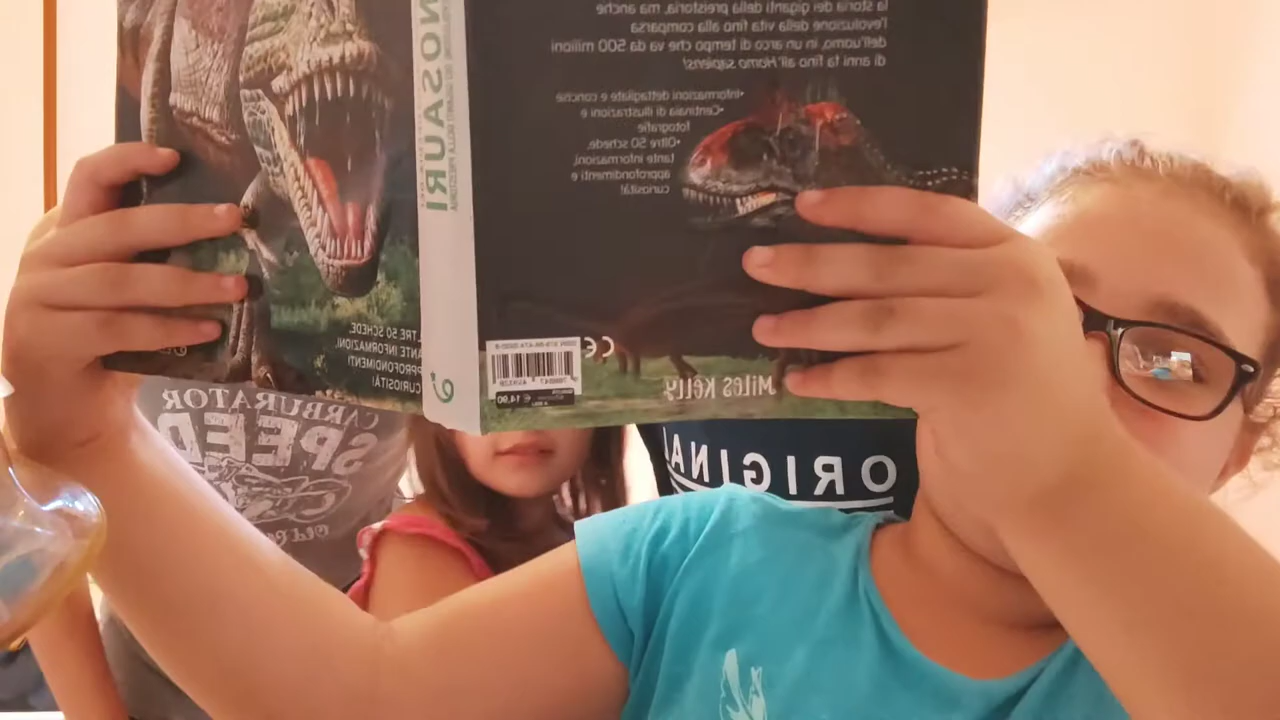 la storia dei giganti della preistoria, ma anche
l'evoluzione della vita fino alla comparsa
dell'uomo, in un arco di tempo che va da 500 milioni
di anni fa fino all'Homo sapiens!
•Informazioni dettagliate e concise
•Centinaia di illustrazioni e
fotografie
•Oltre 50 schede,
tante informazioni,
approfondimenti e
curiosità!
Miles Kelly
€ 14,90
NOSAURI
LTRE 50 SCHEDE,
ANTE INFORMAZIONI,
PPROFONDIMENTI
CURIOSITÀ!
CARBURATOR
SPEED
ORIGINA